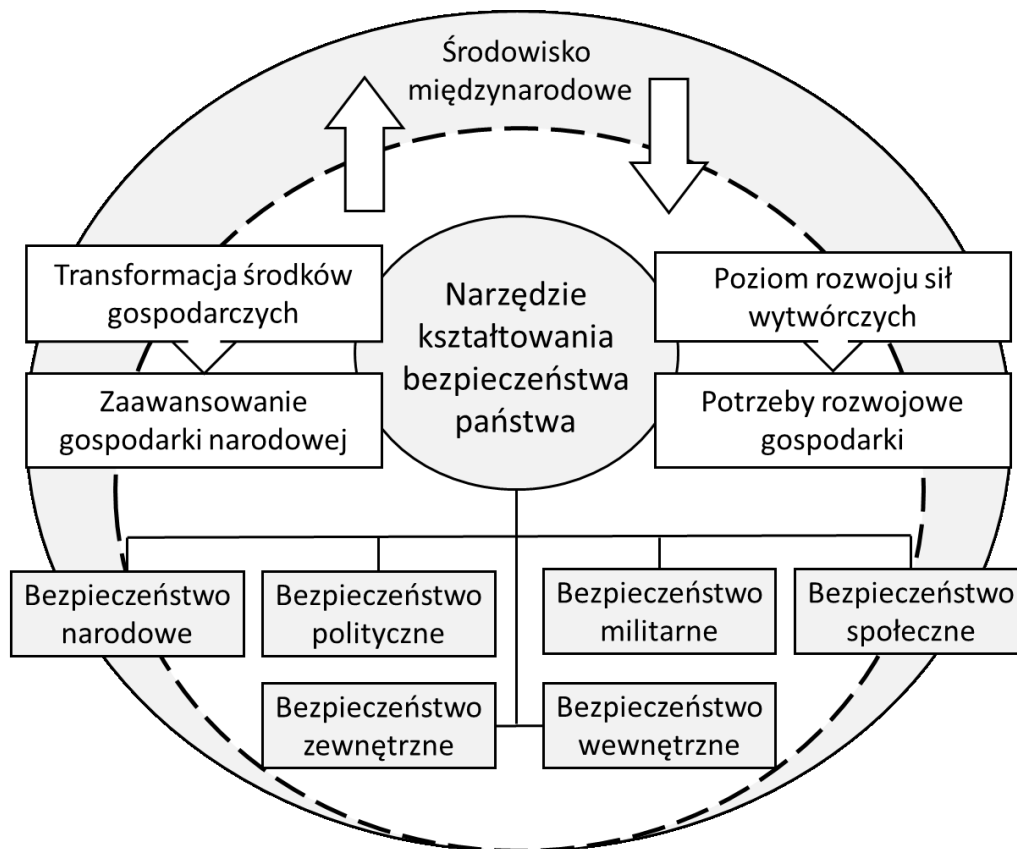 Środowisko
międzynarodowe
Transformacja środków
gospodarczych
Narzędzie
kształtowania
bezpieczeństwa
państwa
Poziom rozwoju sił
wytwórczych
Zaawansowanie
gospodarki narodowej
Potrzeby rozwojowe
gospodarki
Bezpieczeństwo
narodowe
Bezpieczeństwo
polityczne
Bezpieczeństwo
militarne
Bezpieczeństwo
społeczne
Bezpieczeństwo
zewnętrzne
Bezpieczeństwo
wewnętrzne